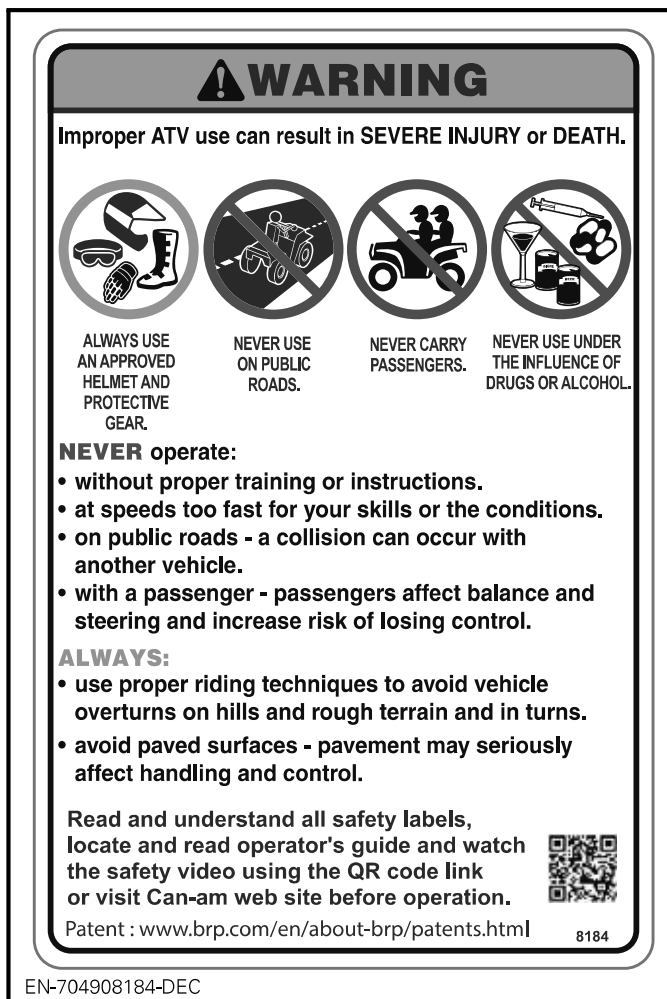 WARNING
Improper ATV use can result in SEVERE INJURY or DEATH.
ALWAYS USE
AN APPROVED
HELMET AND
PROTECTIVE
GEAR.
NEVER USE
ON PUBLIC
ROADS.
NEVER CARRY
PASSENGERS.
NEVER USE UNDER
THE INFLUENCE OF
DRUGS OR ALCOHOL.
NEVER operate:
• without proper training or instructions.
• at speeds too fast for your skills or the conditions.
• on public roads - a collision can occur with
another vehicle.
• with a passenger - passengers affect balance and
steering and increase risk of losing control.
ALWAYS:
• use proper riding techniques to avoid vehicle
overturns on hills and rough terrain and in turns.
• avoid paved surfaces - pavement may seriously
affect handling and control.
Read and understand all safety labels,
locate and read operator's guide and watch
the safety video using the QR code link
or visit Can-am web site before operation.
Patent : www.brp.com/en/about-brp/patents.html
8184
EN-704908184-DEC